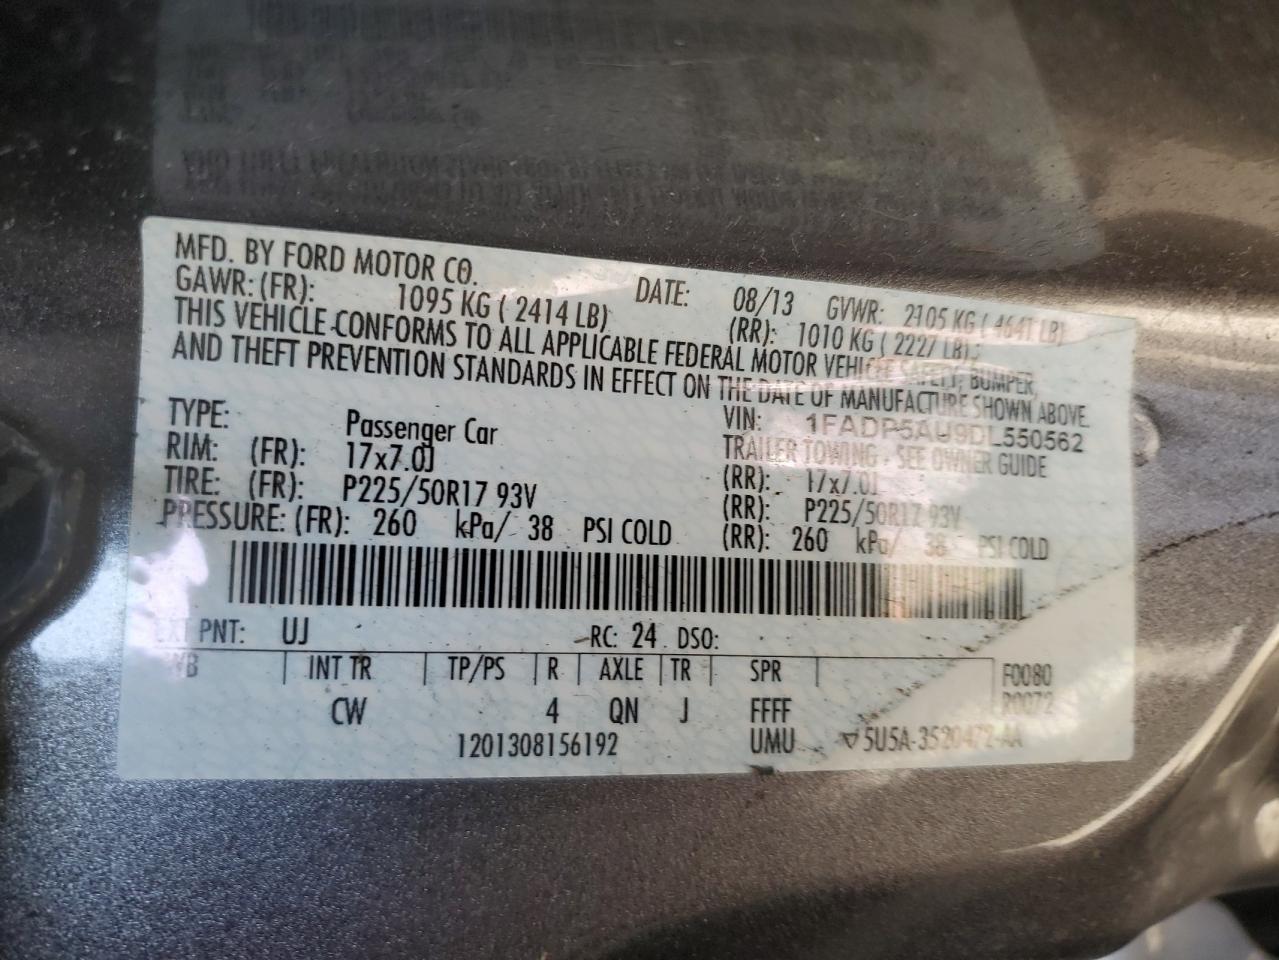 MFD. BY FORD MOTOR CO. DATE: 08/13 GVWR: 2105 KG ( 4641 LB)
GAWR: (FR): 1095 KG ( 2414 LB) (RR): 1010 KG ( 2227 LB)
THIS VEHICLE CONFORMS TO ALL APPLICABLE FEDERAL MOTOR VEHICLE SAFETY, BUMPER,
AND THEFT PREVENTION STANDARDS IN EFFECT ON THE DATE OF MANUFACTURE SHOWN ABOVE.
VIN: 1FADP5AU9DL550562
TYPE: Passenger Car TRAILER TOWING - SEE OWNER GUIDE
RIM: (FR): 17x7.0J (RR): 17x7.0J
TIRE: (FR): P225/50R17 93V (RR): P225/50R17 93V
PRESSURE: (FR): 260 kPa/ 38 PSI COLD (RR): 260 kPa/ 38 PSI COLD
EXT PNT: UJ RC: 24 DSO:
WB INT TR TP/PS R AXLE TR SPR F0080
CW 4 QN J FFFF R0072
1201308156192 UMU ▽5U5A-3520472-AA